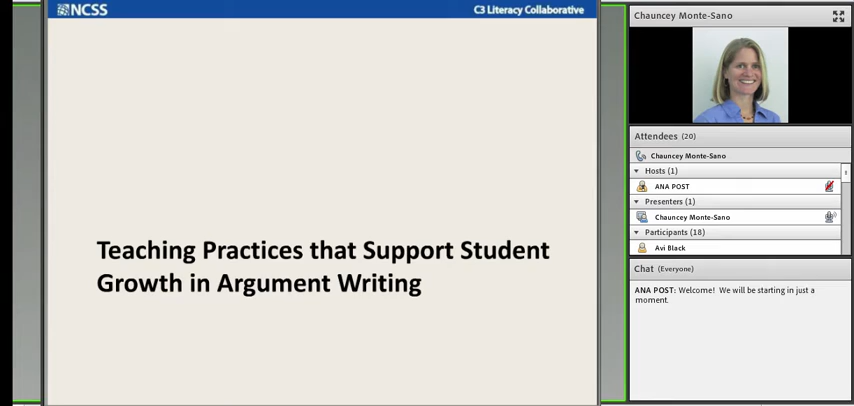 NCSS
C3 Literacy Collaborative
Teaching Practices that Support Student
Growth in Argument Writing
Chauncey Monte-Sano
Attendees (20)
Chauncey Monte-Sano
Hosts (1)
ANA POST
Presenters (1)
Chauncey Monte-Sano
Participants (18)
Avi Black
Chat (Everyone)
ANA POST: Welcome! We will be starting in just a
moment.